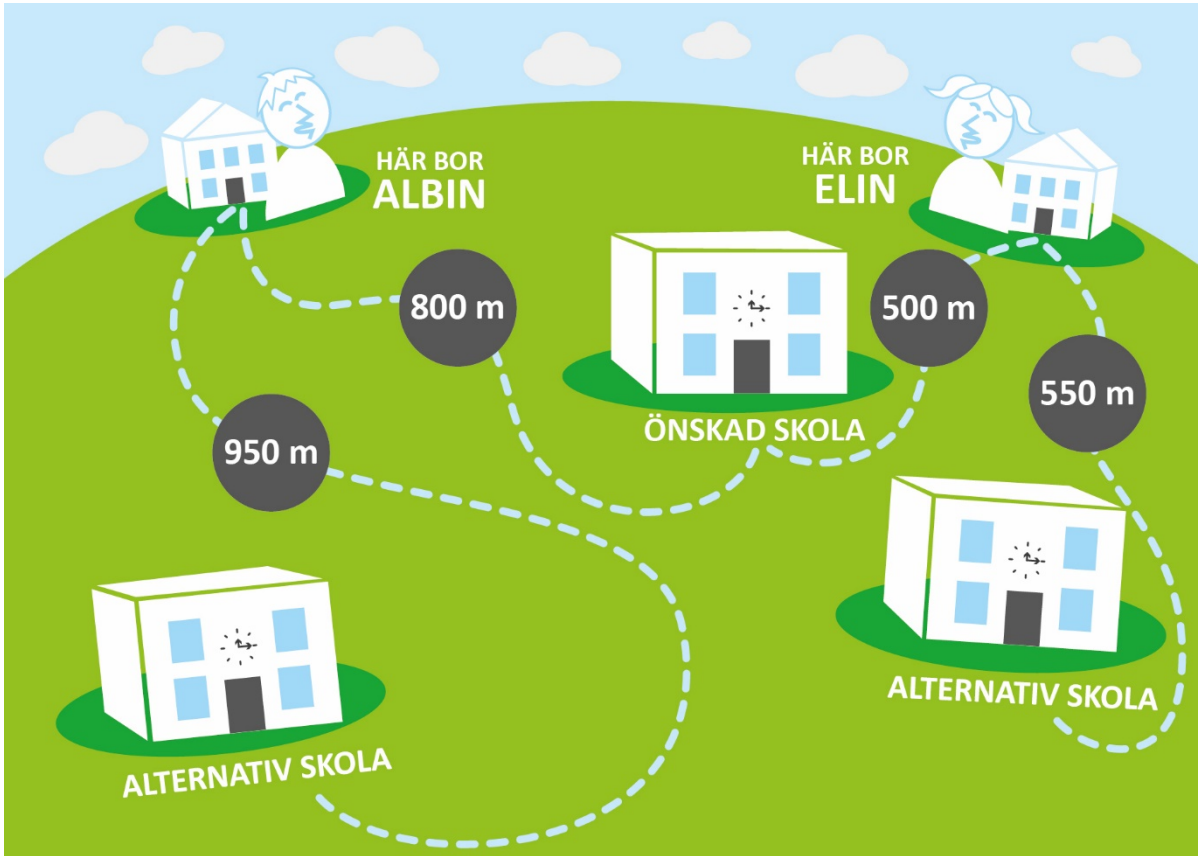 HÄR BOR
ALBIN
HÄR BOR
ELIN
800 m
500 m
550 m
950 m
ÖNSKAD SKOLA
ALTERNATIV SKOLA
ALTERNATIV SKOLA